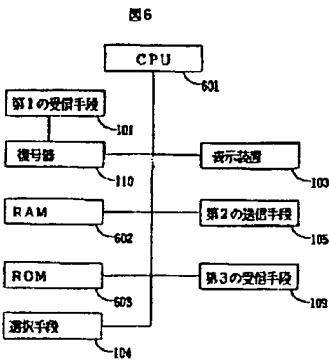 図6
CPU
601
第1の受信手段
101
復号器
110
表示装置
103
RAM
602
第2の送信手段
105
ROM
603
第3の受信手段
109
選択手段
104